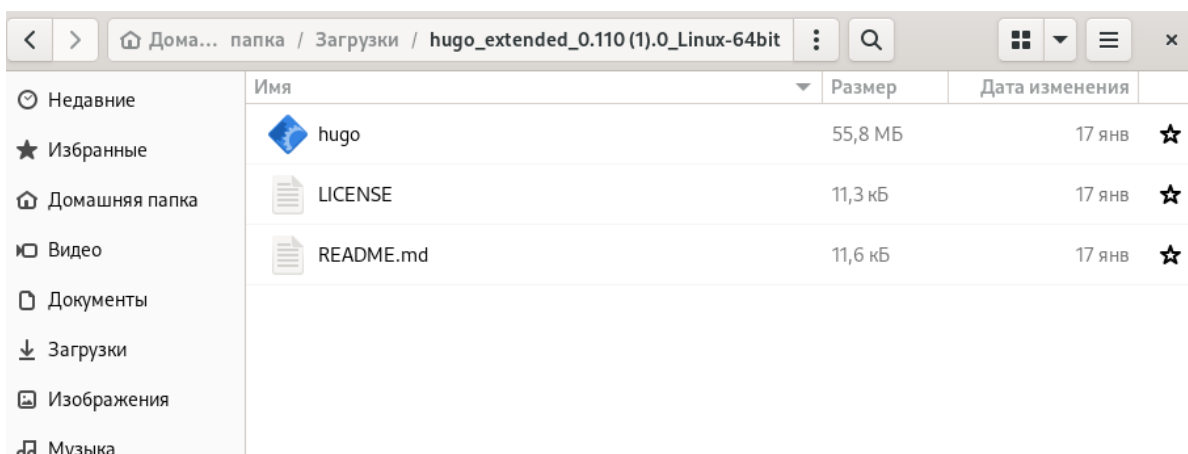 Дома... папка / Загрузки / hugo_extended_0.110 (1).0_Linux-64bit
Имя Размер Дата изменения
Недавние
Избранные
Домашняя папка
Видео
Документы
Загрузки
Изображения
Музыка
hugo 55,8 МБ 17 янв
LICENSE 11,3 кБ 17 янв
README.md 11,6 кБ 17 янв